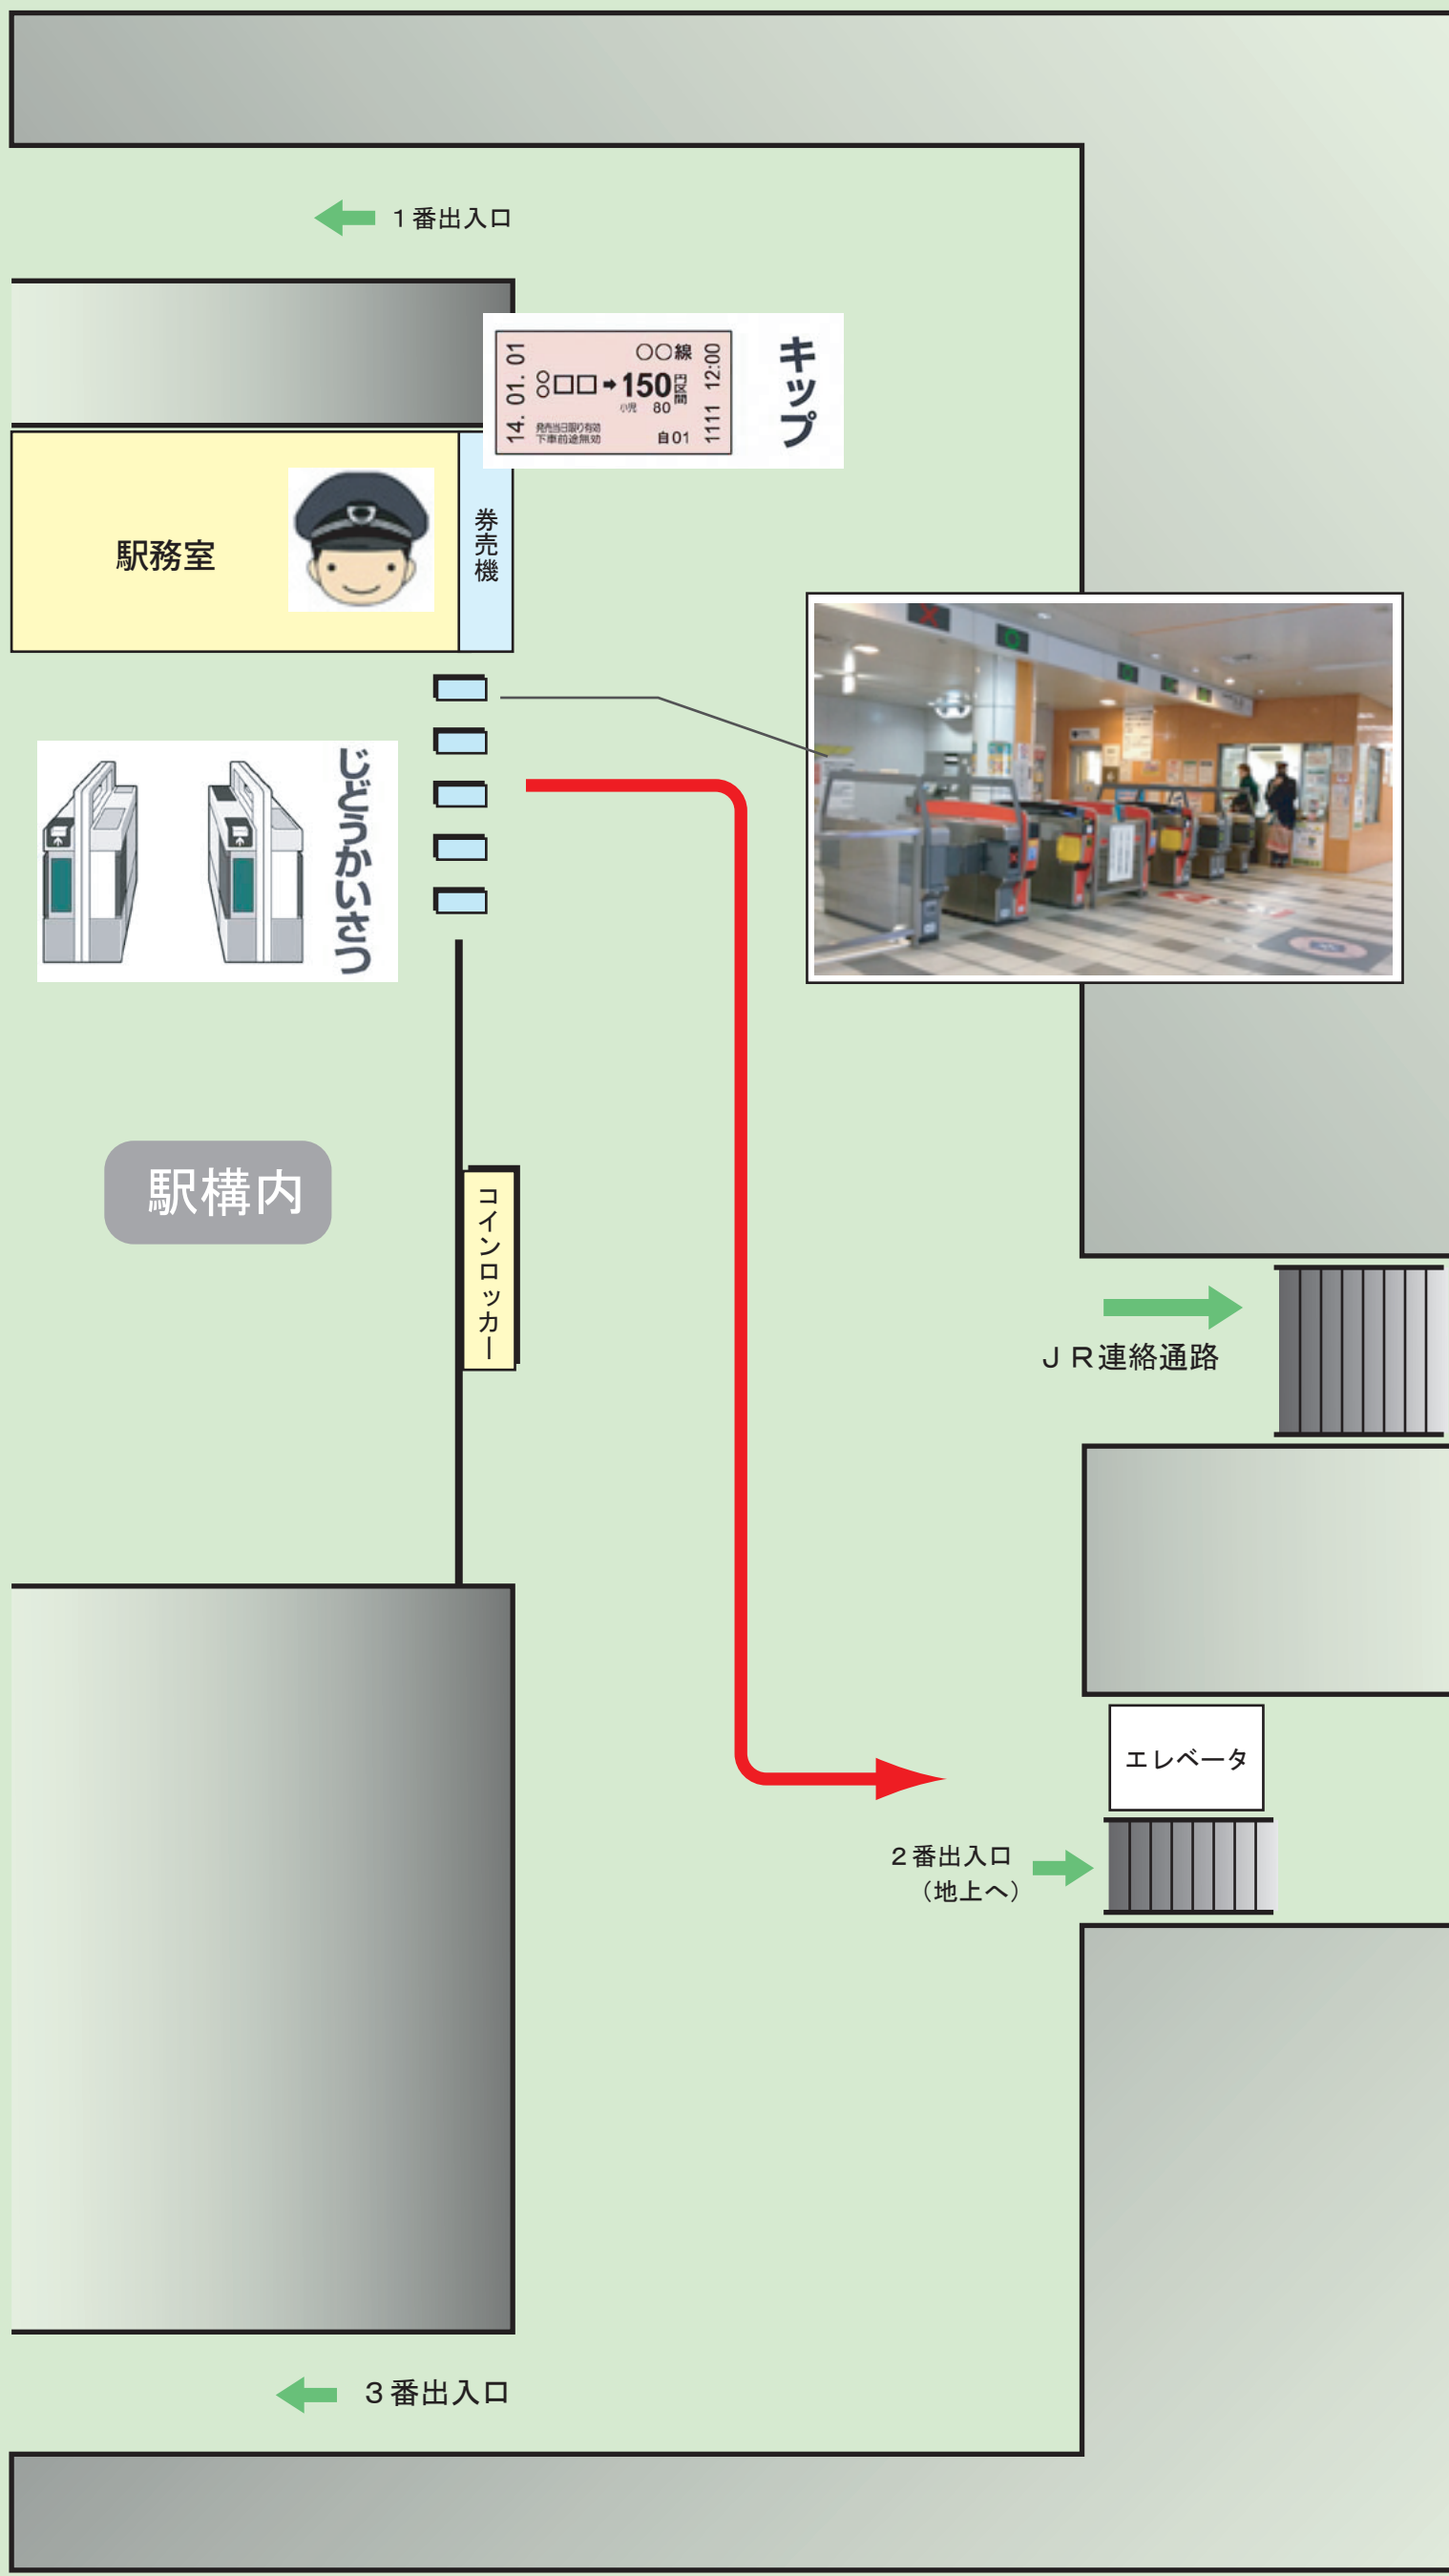 １番出入口
14. 01. 01
〇〇線
○○□□➡150円区間
小児 80
発売当日限り有効
下車前途無効
自01
1111 12:00
キップ
駅務室
券売機
じどうかいさつ
駅構内
コインロッカー
ＪＲ連絡通路
エレベータ
２番出入口
（地上へ）
３番出入口